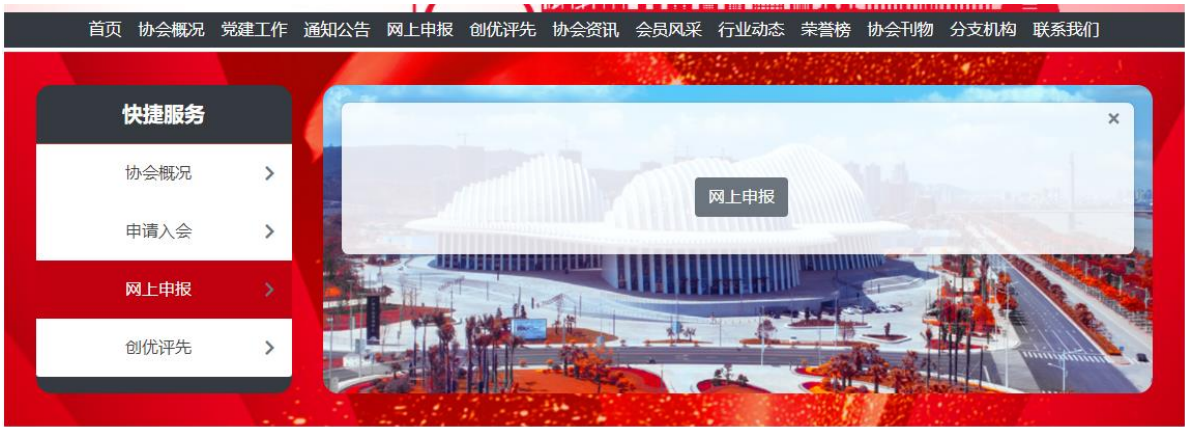 首页 协会概况 党建工作 通知公告 网上申报 创优评先 协会资讯 会员风采 行业动态 荣誉榜 协会刊物 分支机构 联系我们
快捷服务
协会概况
申请入会
网上申报
创优评先
×
网上申报